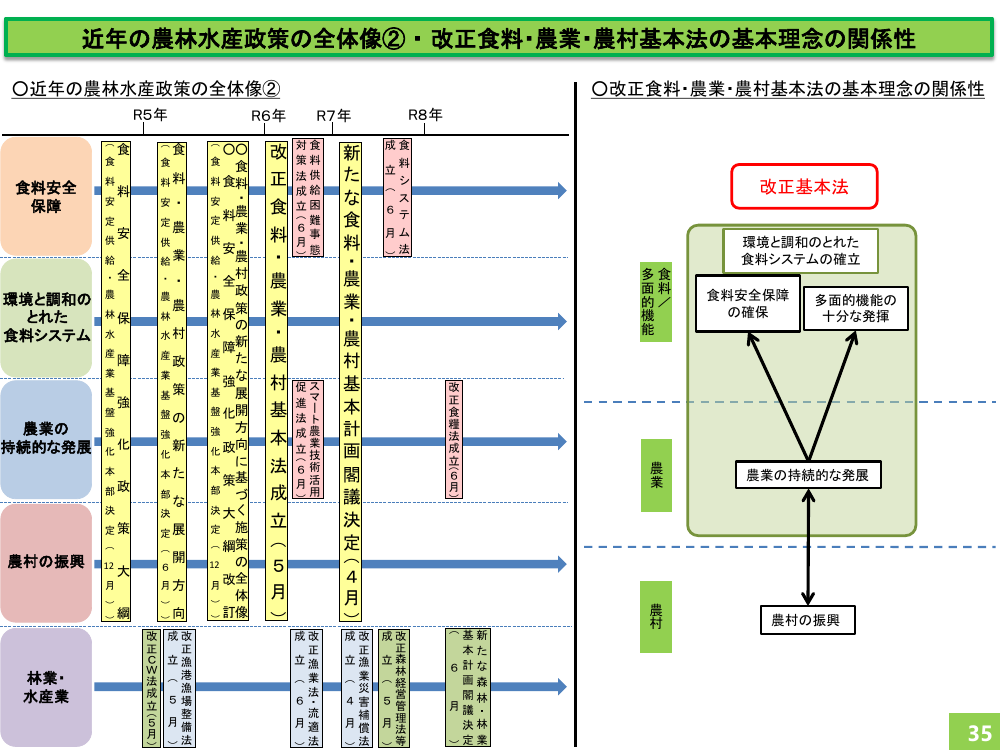 近年の農林水産政策の全体像②・改正食料・農業・農村基本法の基本理念の関係性
〇近年の農林水産政策の全体像②
R5年
R6年
R7年
R8年
食料安全
保障
環境と調和の
とれた
食料システム
農業の
持続的な発展
農村の振興
林業・
水産業
食料安全保障強化政策大綱
（食料安定供給・農林水産業基盤強化本部決定（12月））
食料・農業・農村政策の新たな展開方向
（食料安定供給・農林水産業基盤強化本部決定（6月））
〇食料・農業・農村政策の新たな展開方向に基づく施策の全体像
〇食料安全保障強化政策大綱改訂
（食料安定供給・農林水産業基盤強化本部決定（12月））
改正食料・農業・農村基本法成立（5月）
食料供給困難事態
対策法成立（6月）
スマート農業技術活用
促進法成立（6月）
新たな食料・農業・農村基本計画閣議決定（4月）
食料システム法
成立（6月）
改正食糧法成立（6月）
改正CW法成立（5月）
改正漁港漁場整備法
成立（5月）
改正漁業法・流適法
成立（6月）
改正漁業災害補償法
成立（4月）
改正森林経営管理法等
成立（5月）
新たな森林・林業
基本計画閣議決定
（6月）
〇改正食料・農業・農村基本法の基本理念の関係性
改正基本法
環境と調和のとれた
食料システムの確立
食料／
多面的機能
食料安全保障
の確保
多面的機能の
十分な発揮
農業
農業の持続的な発展
農村
農村の振興
35